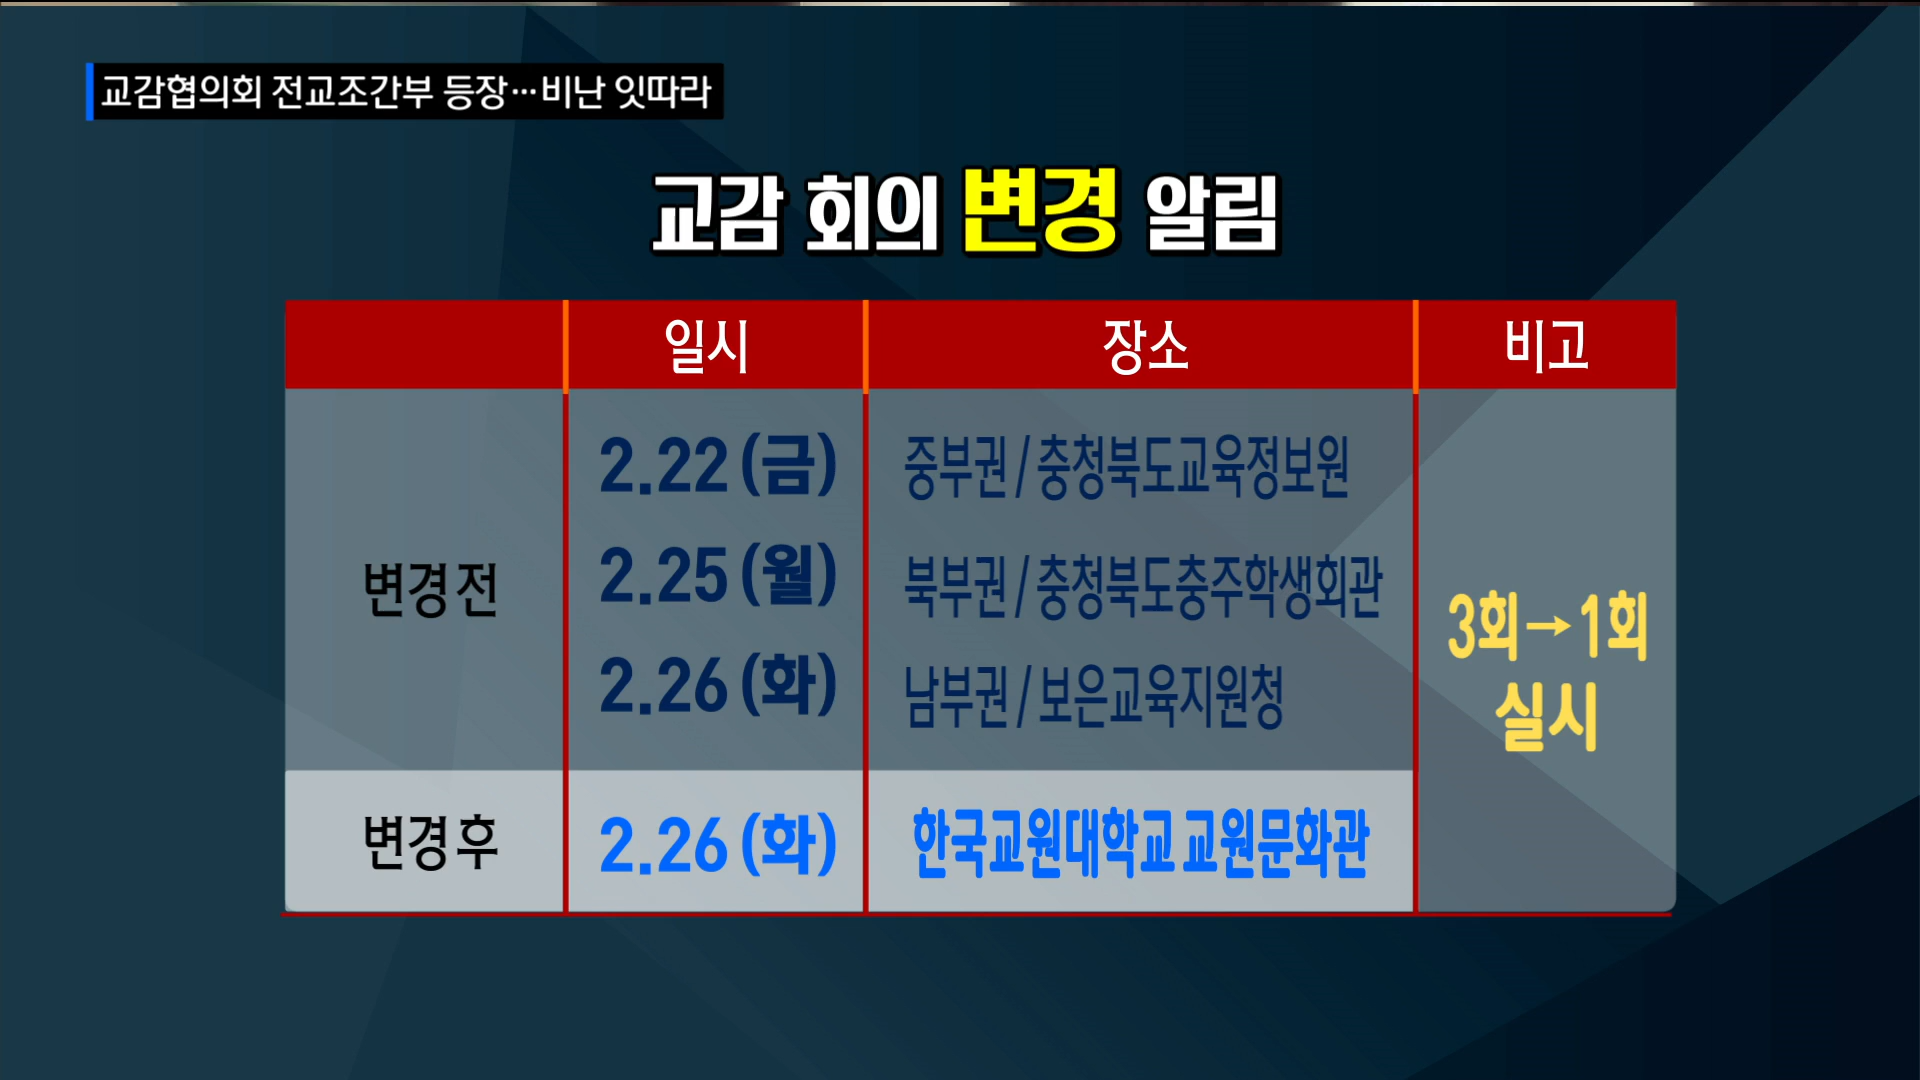 교감협의회 전교조간부 등장…비난 잇따라
교감 회의 변경 알림
일시 장소 비고
변경 전
2.22 (금) 중부권 / 충청북도교육정보원
2.25 (월) 북부권 / 충청북도충주학생회관
2.26 (화) 남부권 / 보은교육지원청
3회→1회
실시
변경 후 2.26 (화) 한국교원대학교 교원문화관